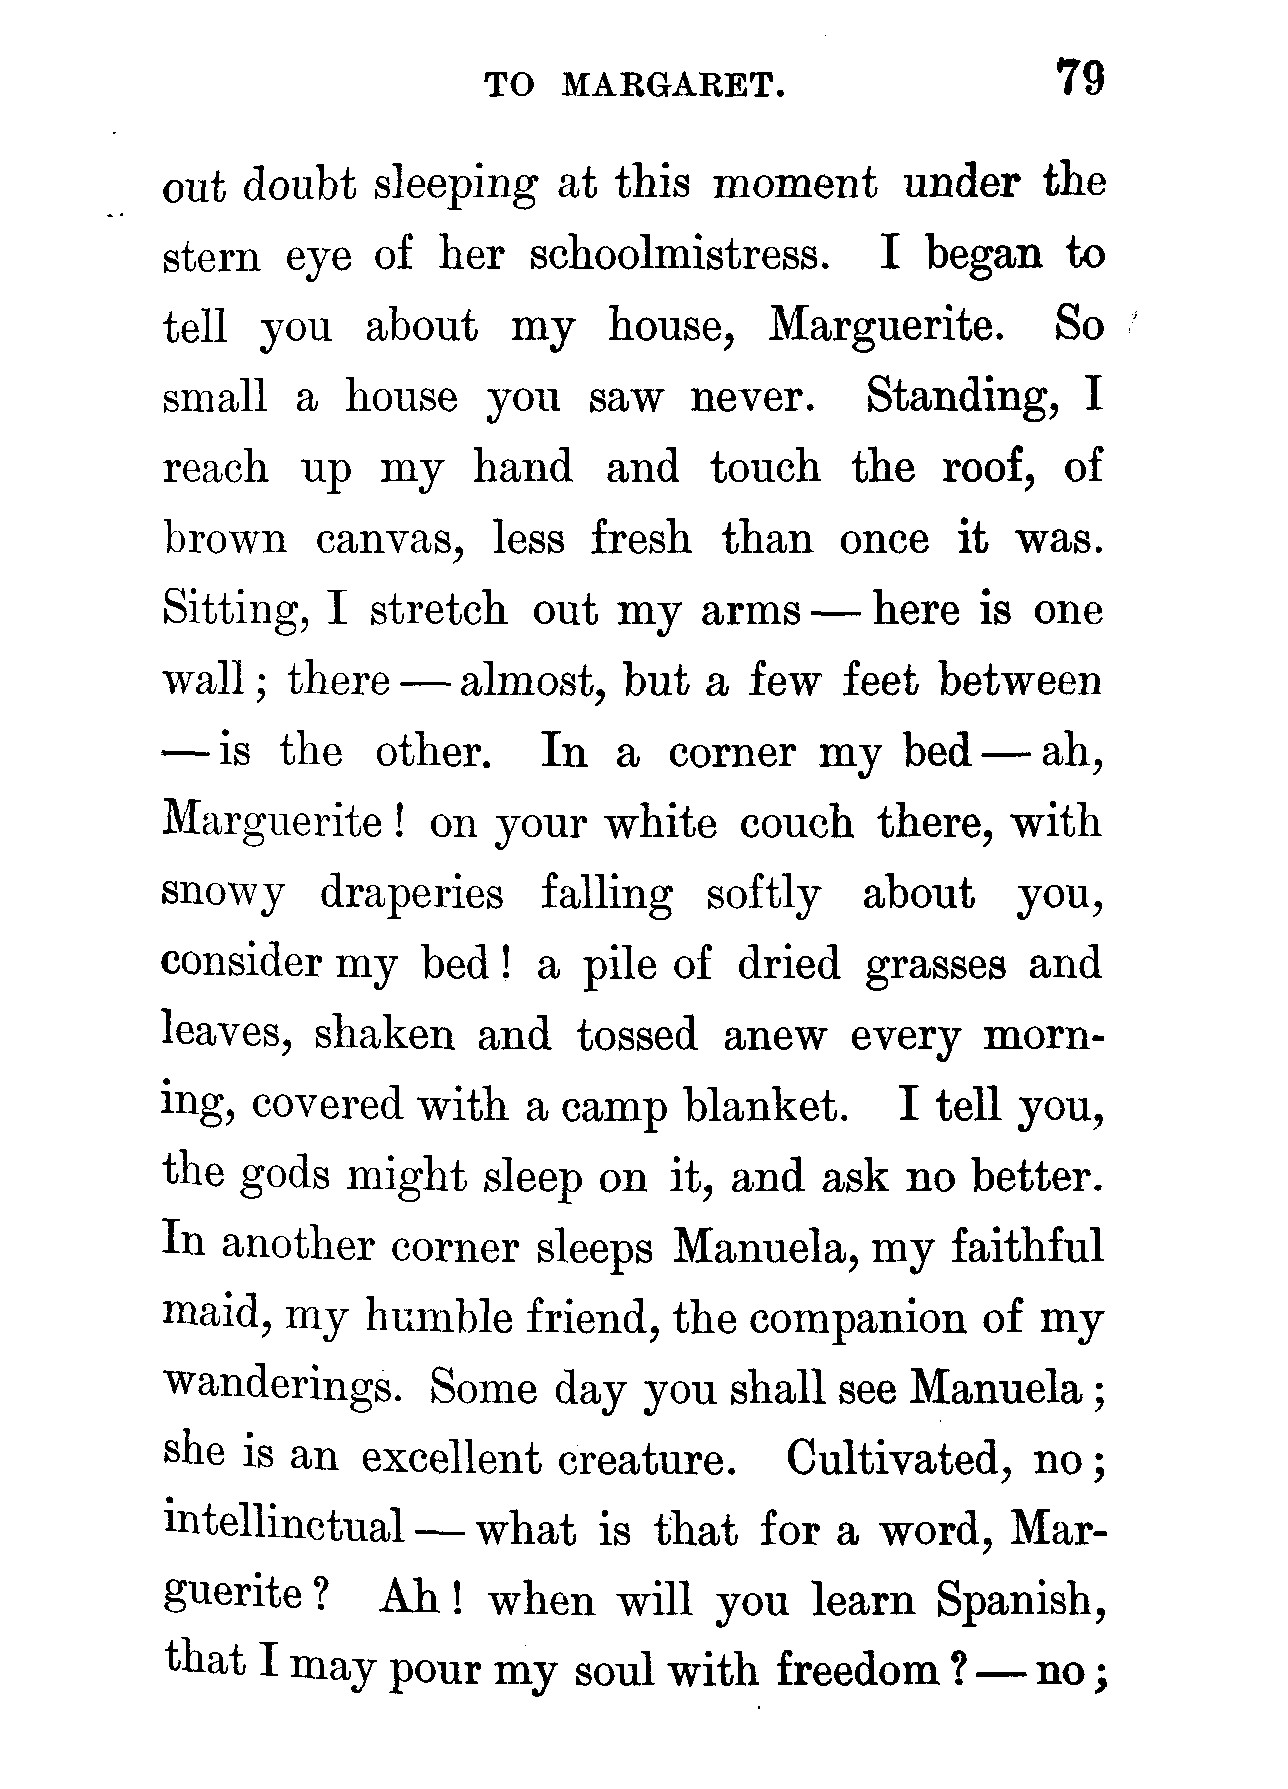 TO MARGARET. 79
out doubt sleeping at this moment under the
stern eye of her schoolmistress. I began to
tell you about my house, Marguerite. So
small a house you saw never. Standing, I
reach up my hand and touch the roof, of
brown canvas, less fresh than once it was.
Sitting, I stretch out my arms — here is one
wall; there — almost, but a few feet between
— is the other. In a corner my bed — ah,
Marguerite! on your white couch there, with
snowy draperies falling softly about you,
consider my bed! a pile of dried grasses and
leaves, shaken and tossed anew every morn-
ing, covered with a camp blanket. I tell you,
the gods might sleep on it, and ask no better.
In another corner sleeps Manuela, my faithful
maid, my humble friend, the companion of my
wanderings. Some day you shall see Manuela;
she is an excellent creature. Cultivated, no;
intellinctual — what is that for a word, Mar-
guerite? Ah! when will you learn Spanish,
that I may pour my soul with freedom? — no;